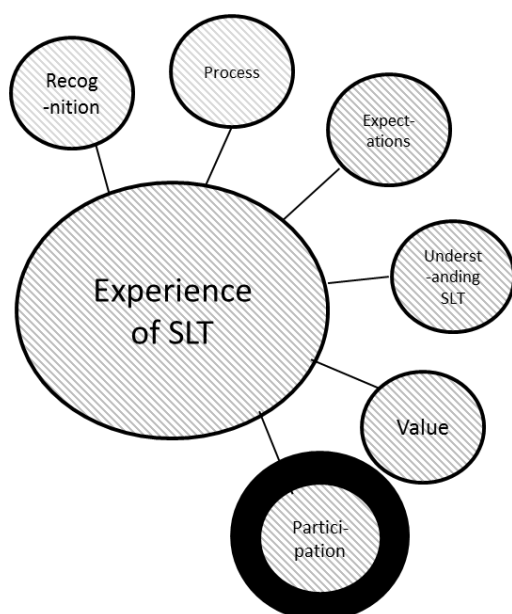 Recog
-nition
Process
Expect-
ations
Underst
-anding
SLT
Experience
of SLT
Value
Partici-
pation